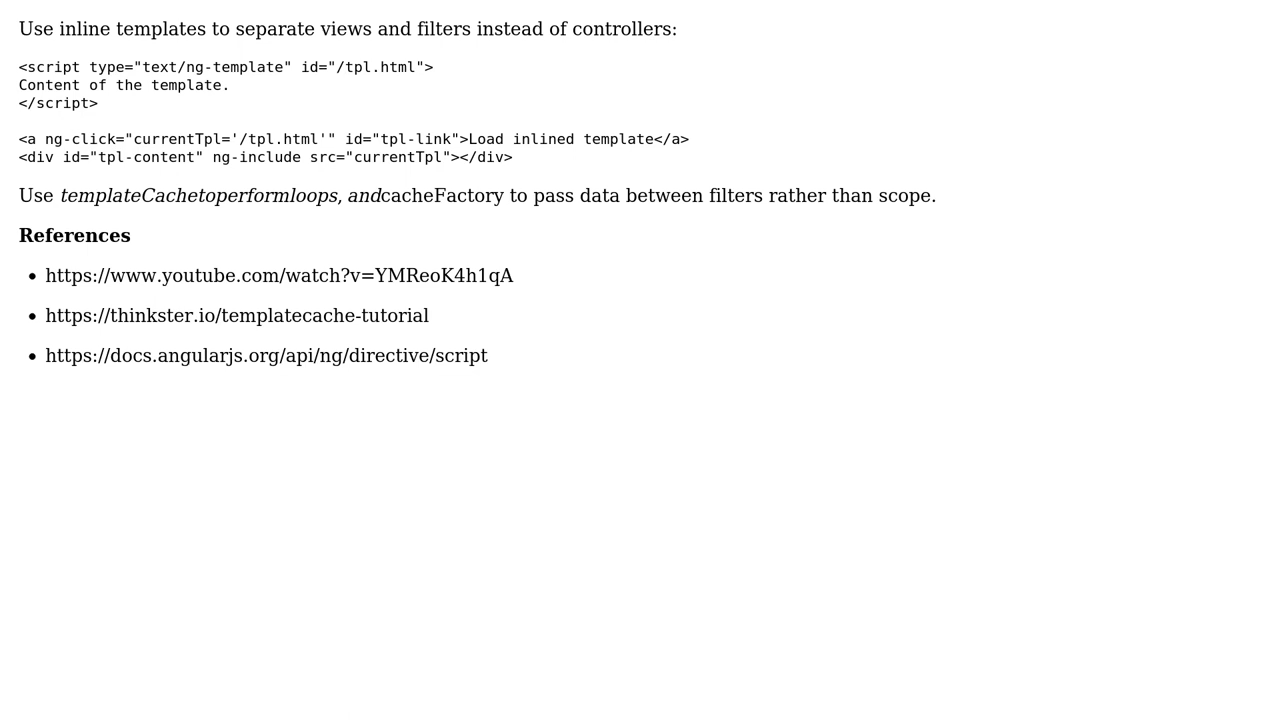 Use inline templates to separate views and filters instead of controllers:
<script type="text/ng-template" id="/tpl.html">
Content of the template.
</script>
<a ng-click="currentTpl='/tpl.html'" id="tpl-link">Load inlined template</a>
<div id="tpl-content" ng-include src="currentTpl"></div>
Use templateCachetoperformloops, andcacheFactory to pass data between filters rather than scope.
References
• https://www.youtube.com/watch?v=YMReoK4h1qA
• https://thinkster.io/templatecache-tutorial
• https://docs.angularjs.org/api/ng/directive/script